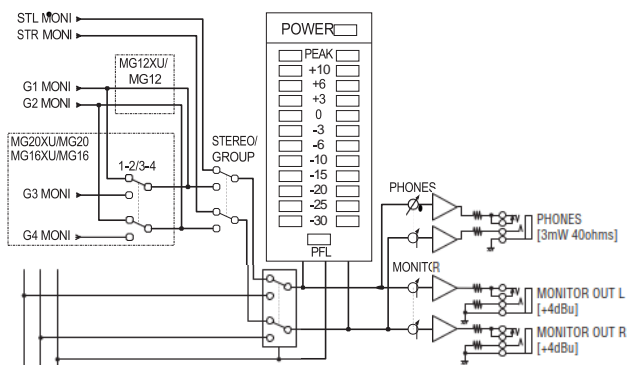 STL MONI
STR MONI
MG12XU/
MG12
G1 MONI
G2 MONI
MG20XU/MG20
MG16XU/MG16
1-2/3-4
G3 MONI
G4 MONI
STEREO/
GROUP
POWER
PEAK
+10
+6
+3
0
-3
-6
-10
-15
-20
-25
-30
PFL
PHONES
PHONES
[3mW 40ohms]
MONITOR
MONITOR OUT L
[+4dBu]
MONITOR OUT R
[+4dBu]